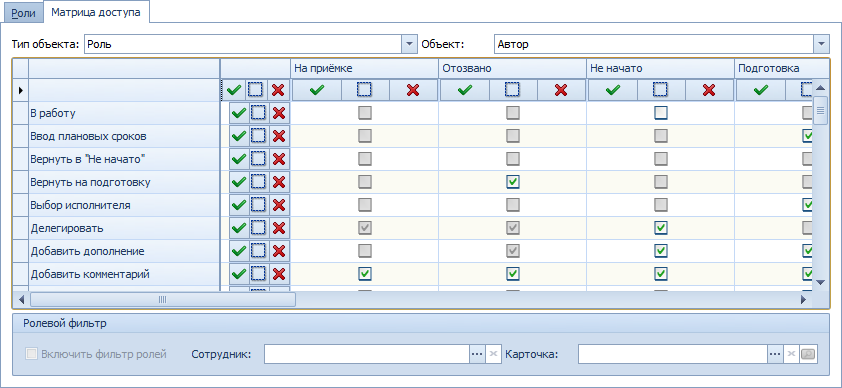 Роли Матрица доступа
Тип объекта: Роль Объект: Автор
На приёмке Отозвано Не начато Подготовка
В работу
Ввод плановых сроков
Вернуть в "Не начато"
Вернуть на подготовку
Выбор исполнителя
Делегировать
Добавить дополнение
Добавить комментарий
Ролевой фильтр
Включить фильтр ролей Сотрудник: Карточка: